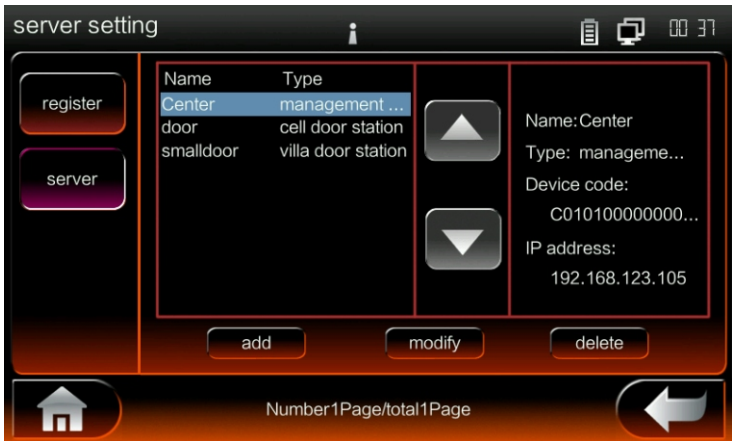 server setting
00 37
register
server
Name Type
Center management ...
door cell door station
smalldoor villa door station
Name:Center
Type: manageme...
Device code:
C010100000000...
IP address:
192.168.123.105
add modify delete
Number1Page/total1Page